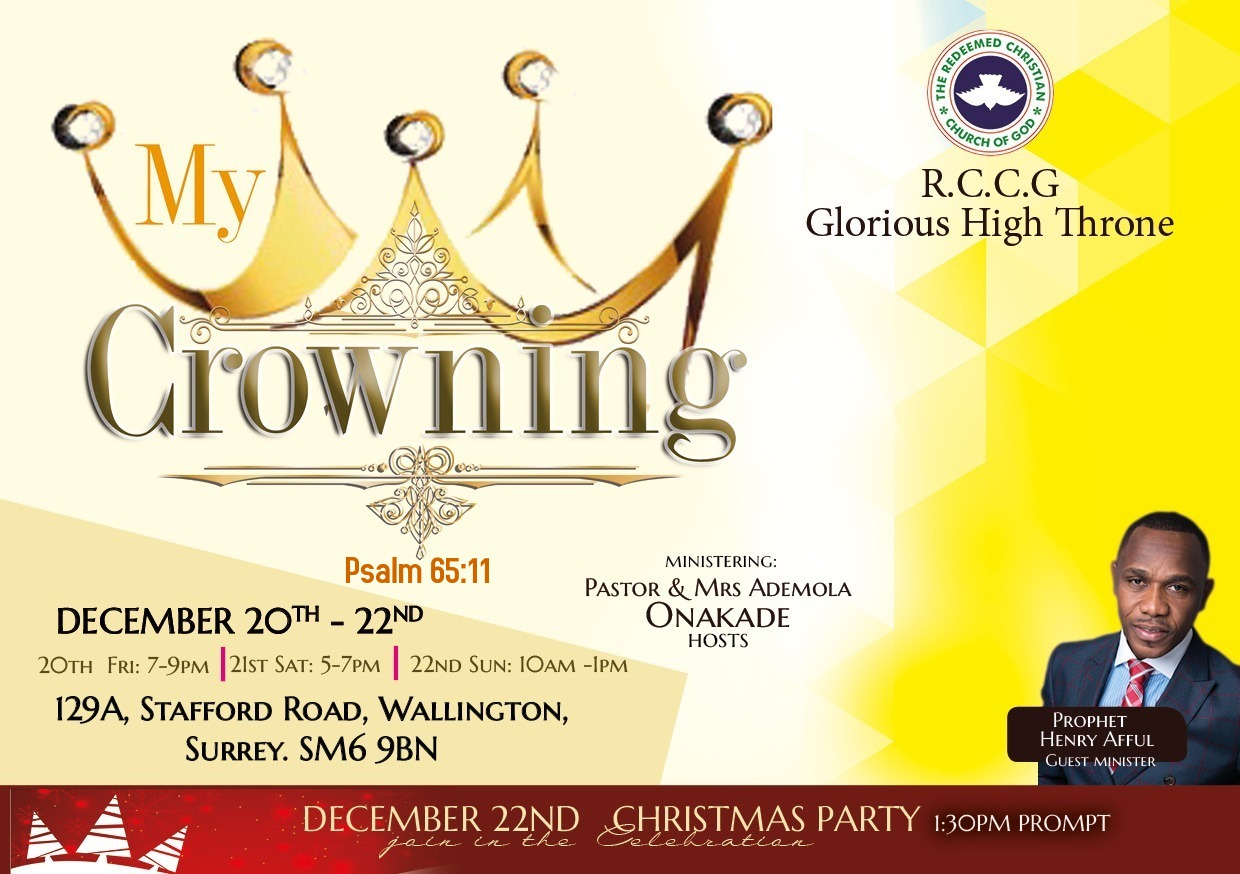 My
Crowning
THE REDEEMED CHRISTIAN
CHURCH OF GOD
R.C.C.G
Glorious High Throne
Psalm 65:11
DECEMBER 20TH - 22ND
20TH FRI: 7-9PM | 21ST SAT: 5-7PM | 22ND SUN: 10AM -1PM
129A, STAFFORD ROAD, WALLINGTON,
SURREY. SM6 9BN
MINISTERING:
PASTOR & MRS ADEMOLA
ONAKADE
HOSTS
PROPHET
HENRY AFFUL
GUEST MINISTER
DECEMBER 22ND CHRISTMAS PARTY 1:30PM PROMPT
join in the Celebration